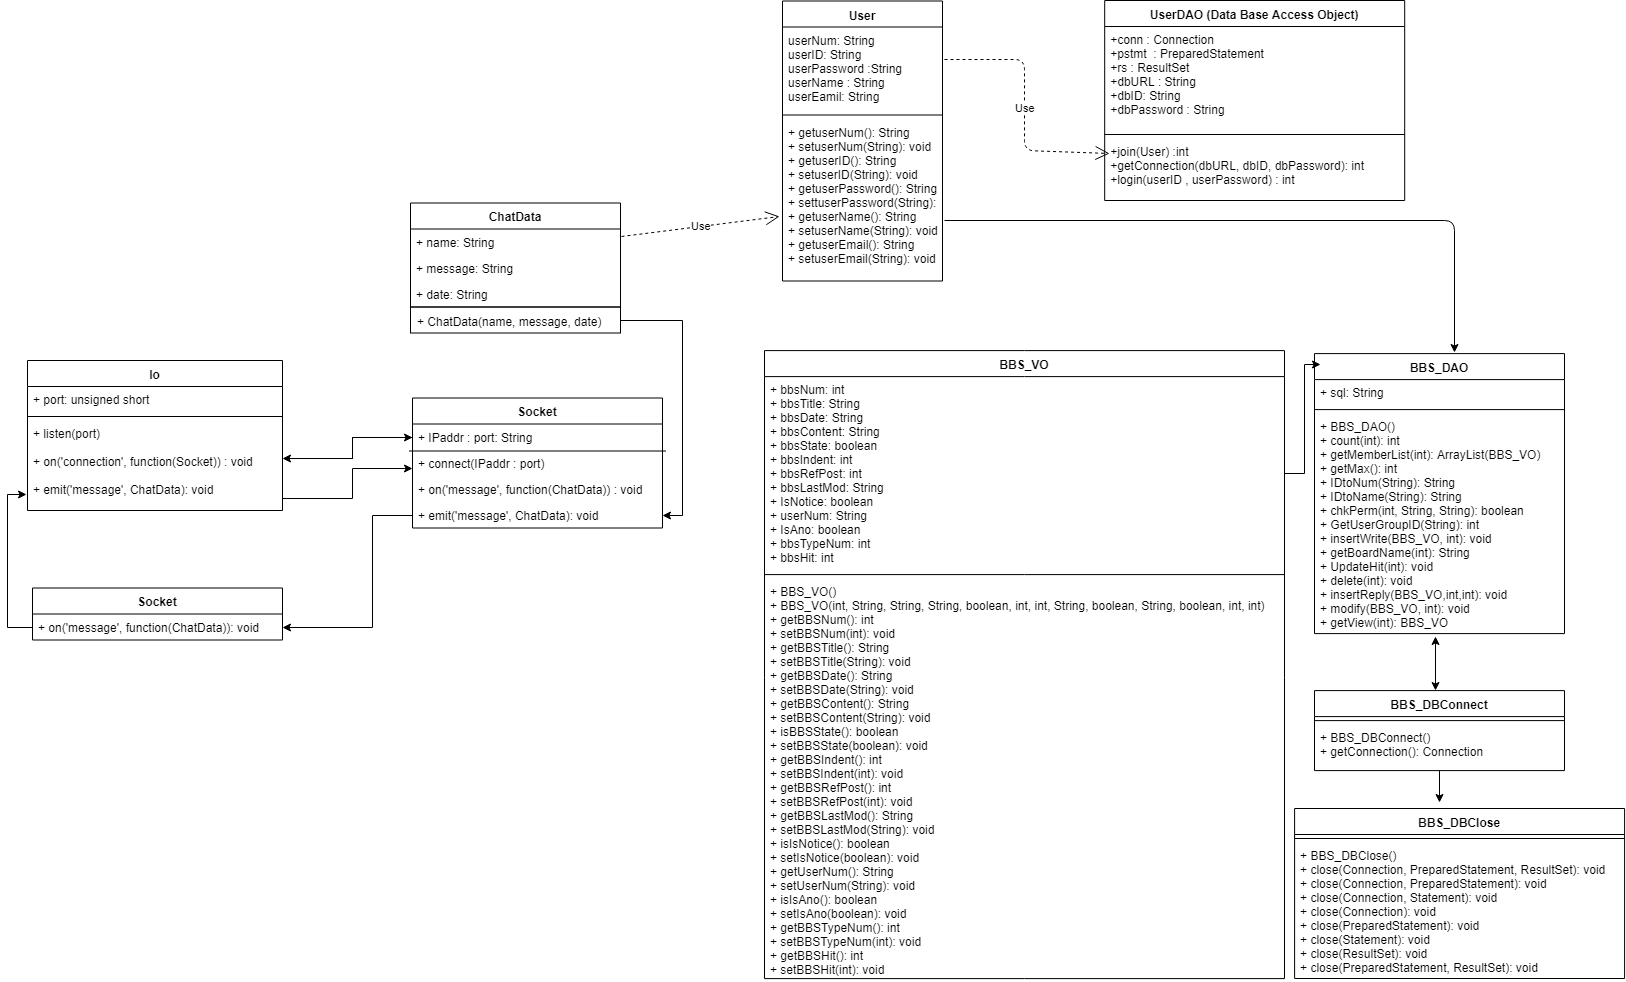 User
userNum: String
userID: String
userPassword :String
userName : String
userEamil: String
+ getuserNum(): String
+ setuserNum(String): void
+ getuserID(): String
+ setuserID(String): void
+ getuserPassword(): String
+ settuserPassword(String):
+ getuserName(): String
+ setuserName(String): void
+ getuserEmail(): String
+ setuserEmail(String): void
Use
UserDAO (Data Base Access Object)
+conn : Connection
+pstmt : PreparedStatement
+rs : ResultSet
+dbURL : String
+dbID: String
+dbPassword : String
+join(User) :int
+getConnection(dbURL, dbID, dbPassword): int
+login(userID , userPassword) : int
ChatData
+ name: String
+ message: String
+ date: String
+ ChatData(name, message, date)
Use
Io
+ port: unsigned short
+ listen(port)
+ on('connection', function(Socket)) : void
+ emit('message', ChatData): void
Socket
+ IPaddr : port: String
+ connect(IPaddr : port)
+ on('message', function(ChatData)) : void
+ emit('message', ChatData): void
Socket
+ on('message', function(ChatData)): void
BBS_VO
+ bbsNum: int
+ bbsTitle: String
+ bbsDate: String
+ bbsContent: String
+ bbsState: boolean
+ bbsIndent: int
+ bbsRefPost: int
+ bbsLastMod: String
+ IsNotice: boolean
+ userNum: String
+ IsAno: boolean
+ bbsTypeNum: int
+ bbsHit: int
+ BBS_VO()
+ BBS_VO(int, String, String, String, boolean, int, int, String, boolean, String, boolean, int, int)
+ getBBSNum(): int
+ setBBSNum(int): void
+ getBBSTitle(): String
+ setBBSTitle(String): void
+ getBBSDate(): String
+ setBBSDate(String): void
+ getBBSContent(): String
+ setBBSContent(String): void
+ isBBSState(): boolean
+ setBBSState(boolean): void
+ getBBSIndent(): int
+ setBBSIndent(int): void
+ getBBSRefPost(): int
+ setBBSRefPost(int): void
+ getBBSLastMod(): String
+ setBBSLastMod(String): void
+ isIsNotice(): boolean
+ setIsNotice(boolean): void
+ getUserNum(): String
+ setUserNum(String): void
+ isIsAno(): boolean
+ setIsAno(boolean): void
+ getBBSTypeNum(): int
+ setBBSTypeNum(int): void
+ getBBSHit(): int
+ setBBSHit(int): void
BBS_DAO
+ sql: String
+ BBS_DAO()
+ count(int): int
+ getMemberList(int): ArrayList(BBS_VO)
+ getMax(): int
+ IDtoNum(String): String
+ IDtoName(String): String
+ chkPerm(int, String, String): boolean
+ GetUserGroupID(String): int
+ insertWrite(BBS_VO, int): void
+ getBoardName(int): String
+ UpdateHit(int): void
+ delete(int): void
+ insertReply(BBS_VO,int,int): void
+ modify(BBS_VO, int): void
+ getView(int): BBS_VO
BBS_DBConnect
+ BBS_DBConnect()
+ getConnection(): Connection
BBS_DBClose
+ BBS_DBClose()
+ close(Connection, PreparedStatement, ResultSet): void
+ close(Connection, PreparedStatement): void
+ close(Connection, Statement): void
+ close(Connection): void
+ close(PreparedStatement): void
+ close(Statement): void
+ close(ResultSet): void
+ close(PreparedStatement, ResultSet): void